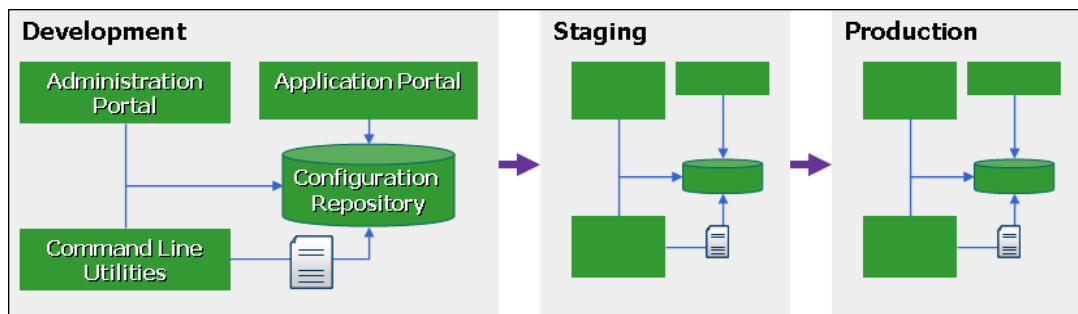 Development
Administration
Portal
Application Portal
Configuration
Repository
Command Line
Utilities
Staging
Production